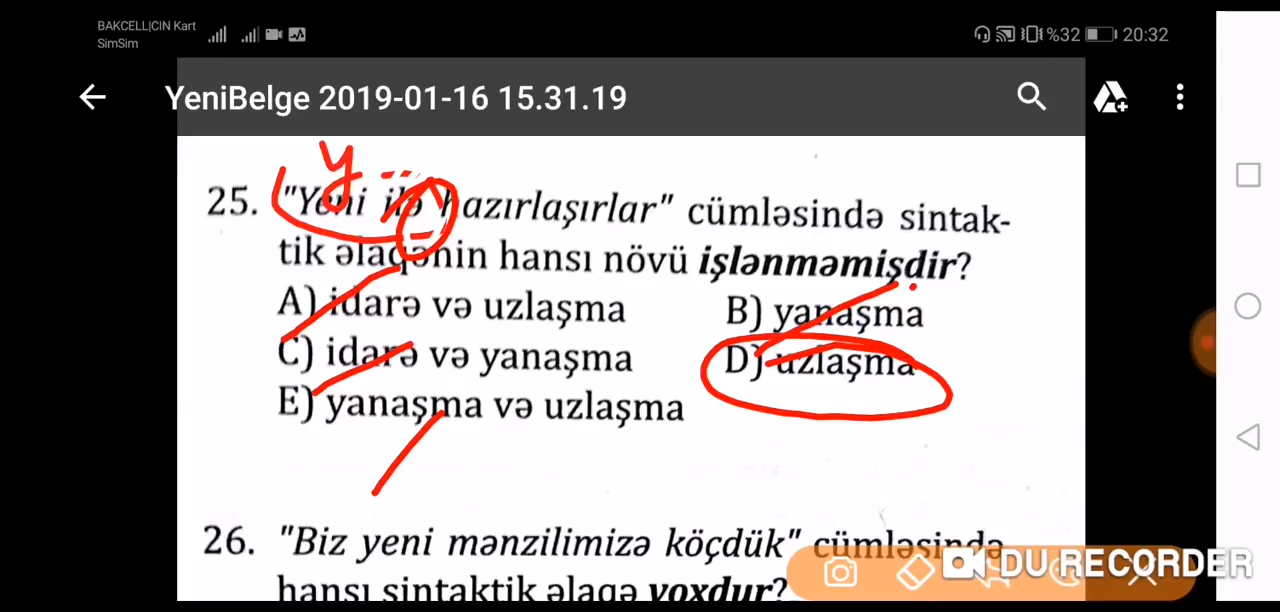 BAKCELL|CIN Kart
SimSim
%32 20:32
YeniBelge 2019-01-16 15.31.19
y
25. "Yeni ilə hazırlaşırlar" cümləsində sintak-
tik əlaqənin hansı növü işlənməmişdir?
A) idarə və uzlaşma B) yanaşma
C) idarə və yanaşma D) uzlaşma
E) yanaşma və uzlaşma
26. "Biz yeni mənzilimizə köçdük" cümləsində
hansı sintaktik əlaqə yoxdur?
DU RECORDER